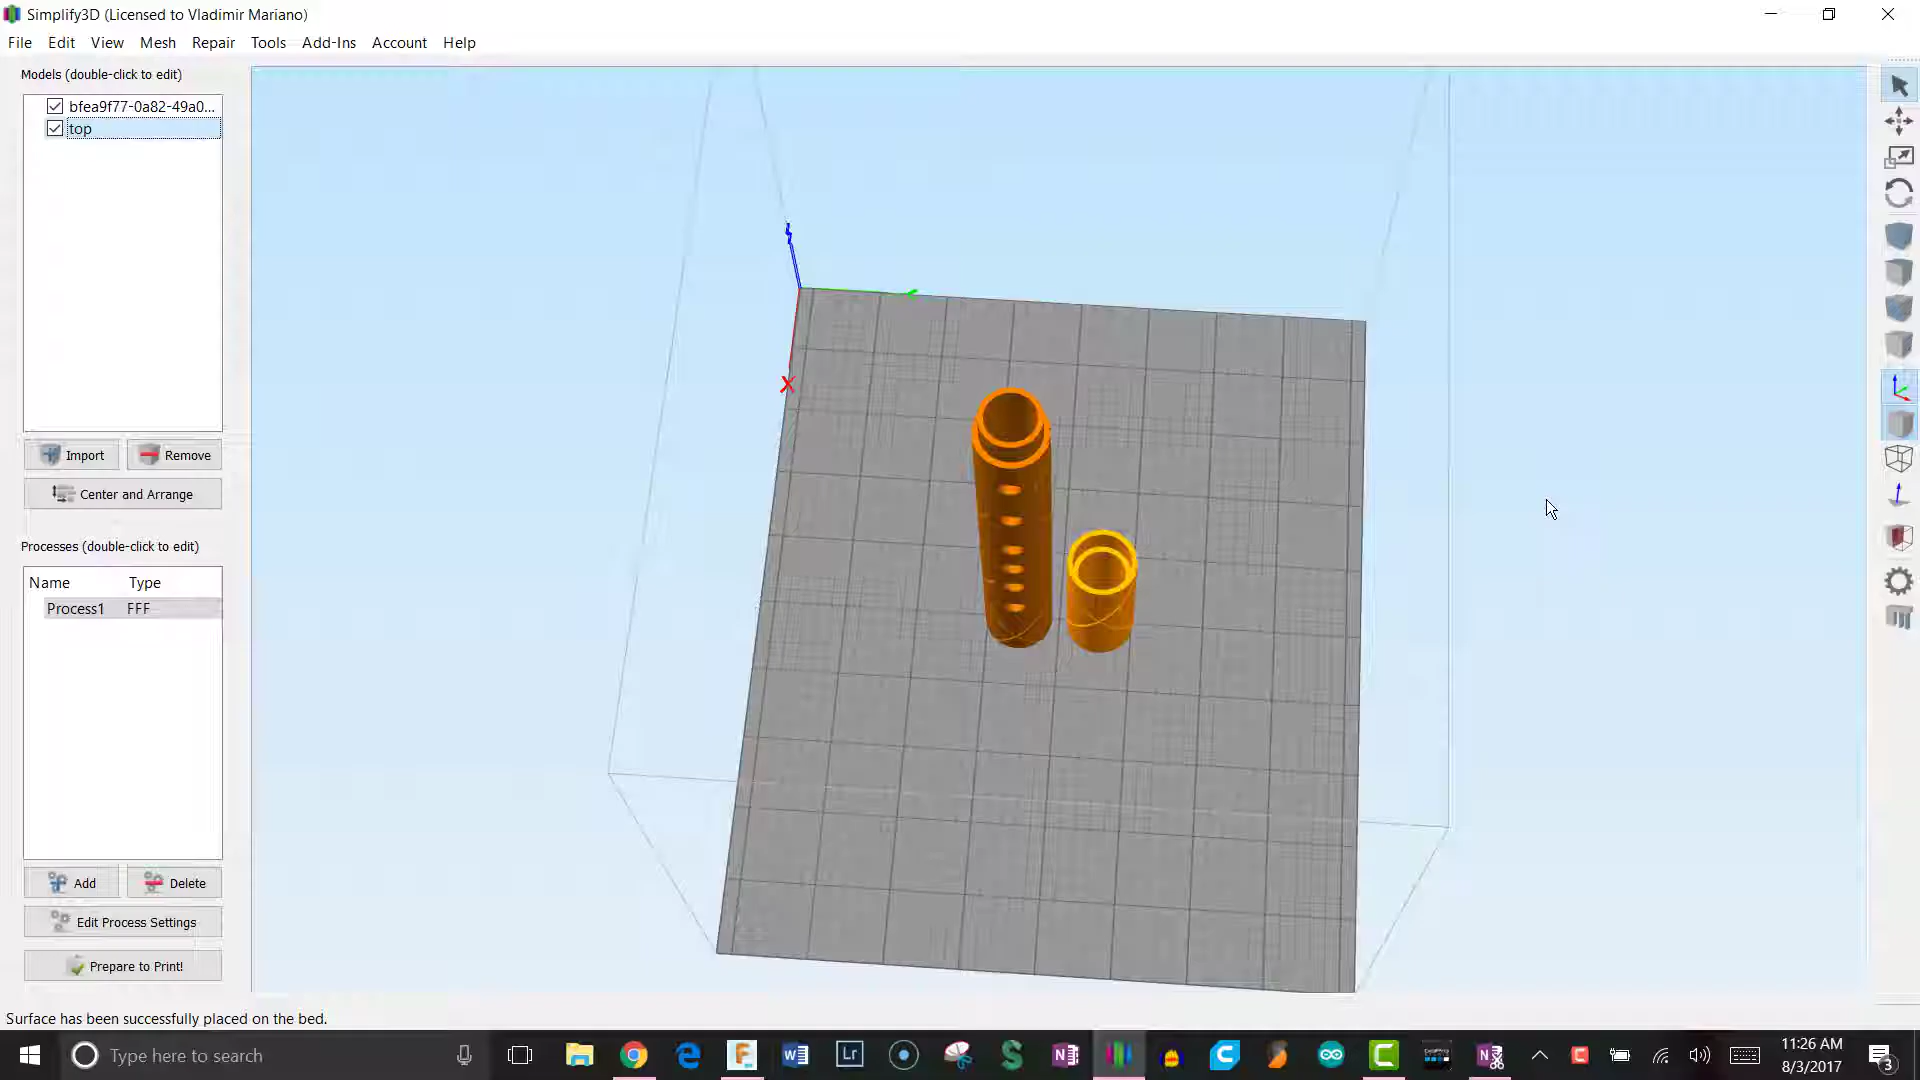 Simplify3D (Licensed to Vladimir Mariano)
File Edit View Mesh Repair Tools Add-Ins Account Help
Models (double-click to edit)
bfea9f77-0a82-49a0...
top
Import Remove
Center and Arrange
Processes (double-click to edit)
Name Type
Process1 FFF
Add Delete
Edit Process Settings
Prepare to Print!
Surface has been successfully placed on the bed.
Type here to search
11:26 AM
8/3/2017
3